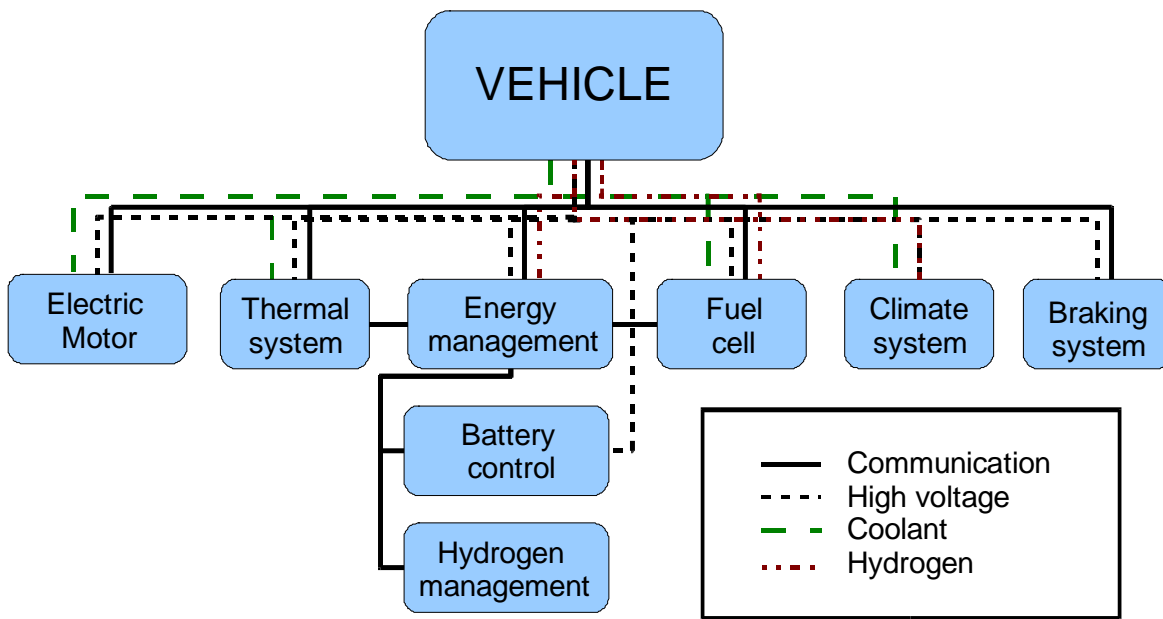 VEHICLE
Electric
Motor
Thermal
system
Energy
management
Fuel
cell
Climate
system
Braking
system
Battery
control
Hydrogen
management
Communication
High voltage
Coolant
Hydrogen